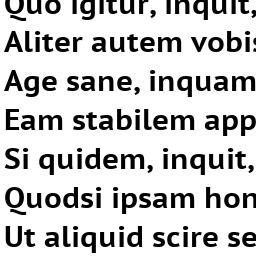 Quo igitur, inquit,
Aliter autem vobis
Age sane, inquam
Eam stabilem app
Si quidem, inquit,
Quodsi ipsam hon
Ut aliquid scire se